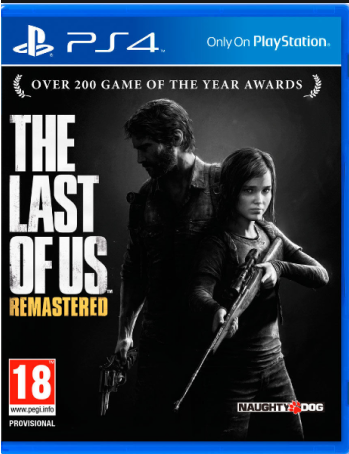 PS4
Only On PlayStation
OVER 200 GAME OF THE YEAR AWARDS
THE
LAST
OF US
REMASTERED
18
www.pegi.info
PROVISIONAL
NAUGHTY DOG